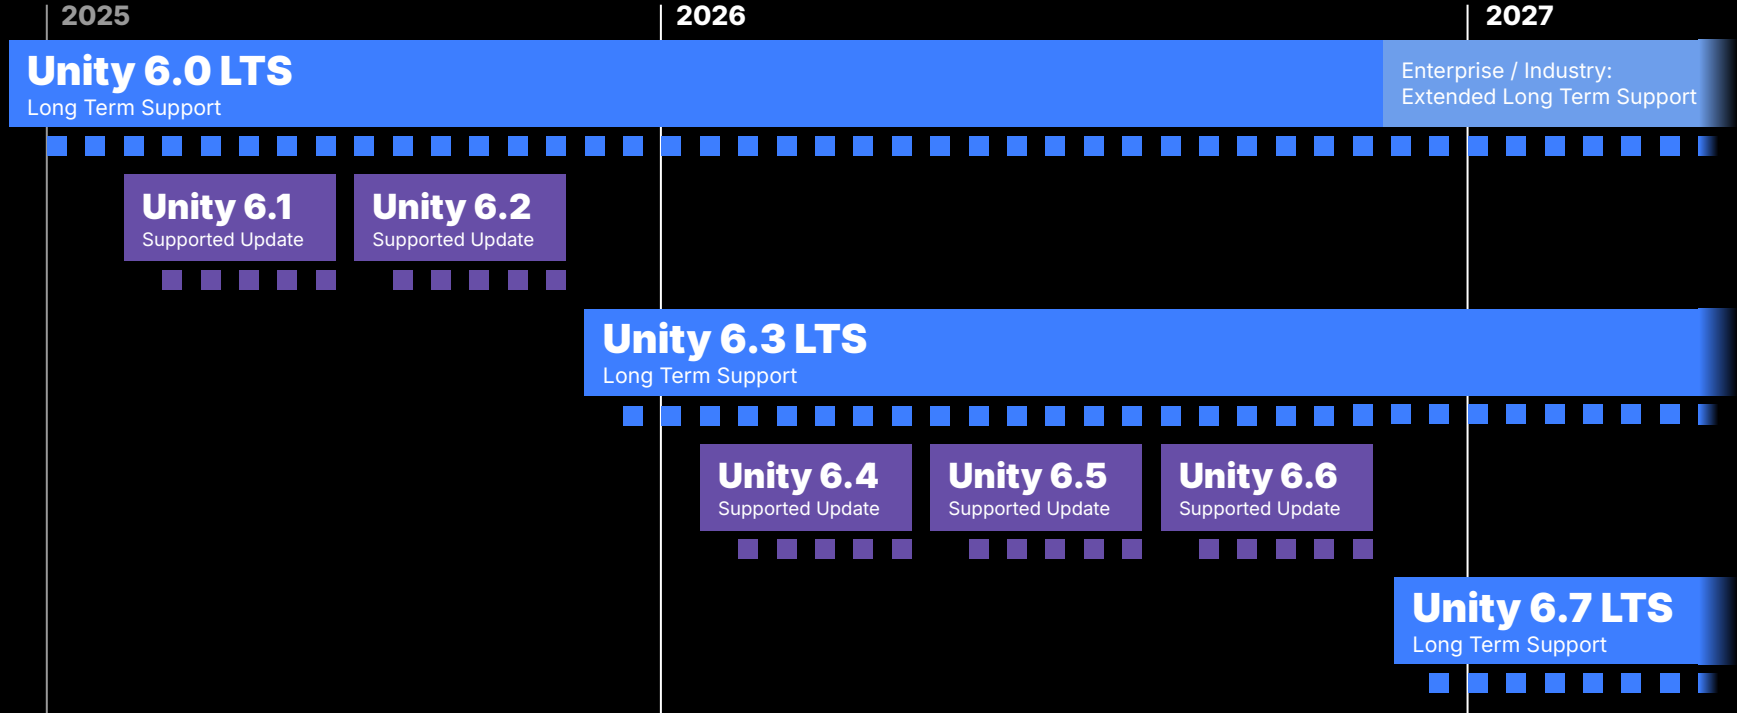 2025
2026
2027
Unity 6.0 LTS
Long Term Support
Enterprise / Industry:
Extended Long Term Support
Unity 6.1
Supported Update
Unity 6.2
Supported Update
Unity 6.3 LTS
Long Term Support
Unity 6.4
Supported Update
Unity 6.5
Supported Update
Unity 6.6
Supported Update
Unity 6.7 LTS
Long Term Support